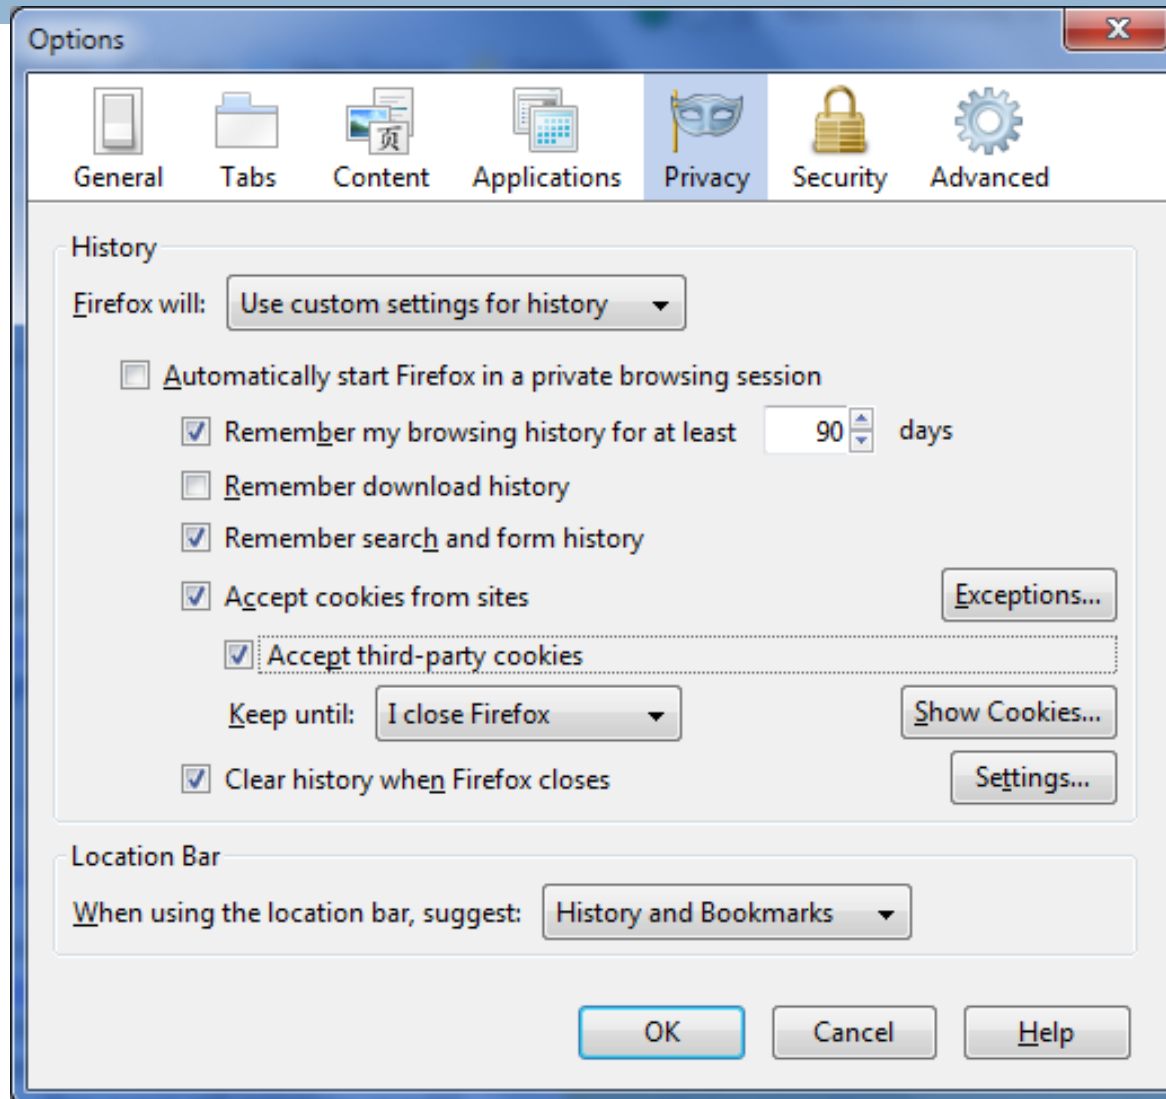 Options
X
页
General Tabs Content Applications Privacy Security Advanced
History
Firefox will: Use custom settings for history
Automatically start Firefox in a private browsing session
Remember my browsing history for at least 90 days
Remember download history
Remember search and form history
Accept cookies from sites Exceptions...
Accept third-party cookies
Keep until: I close Firefox Show Cookies...
Clear history when Firefox closes Settings...
Location Bar
When using the location bar, suggest: History and Bookmarks
OK Cancel Help